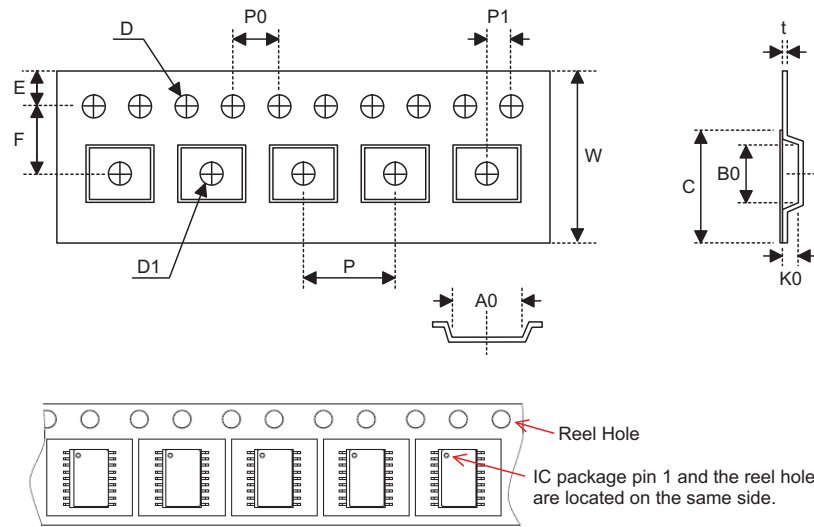 D
P0
P1
t
E
F
W
C
B0
D1
P
K0
A0
Reel Hole
IC package pin 1 and the reel hole
are located on the same side.